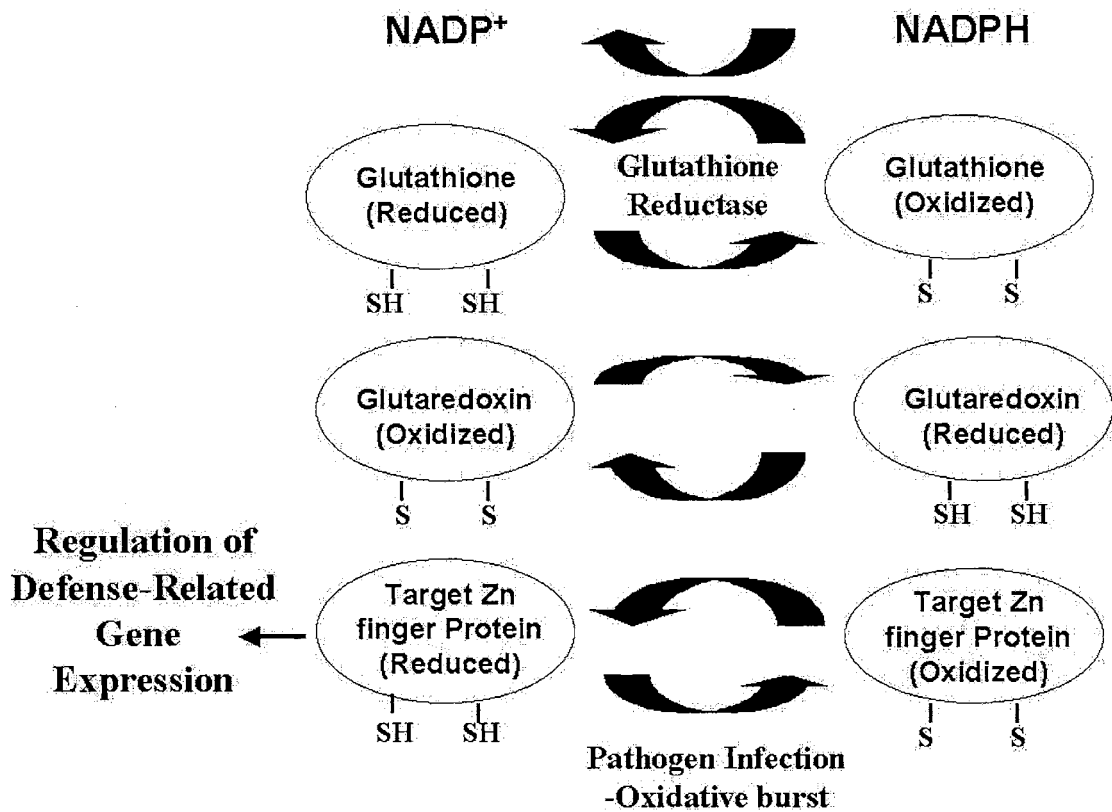 NADP+
NADPH
Glutathione
(Reduced)
SH SH
Glutathione
Reductase
Glutathione
(Oxidized)
S S
Glutaredoxin
(Oxidized)
S S
Glutaredoxin
(Reduced)
SH SH
Regulation of
Defense-Related
Gene
Expression
Target Zn
finger Protein
(Reduced)
SH SH
Target Zn
finger Protein
(Oxidized)
S S
Pathogen Infection
-Oxidative burst